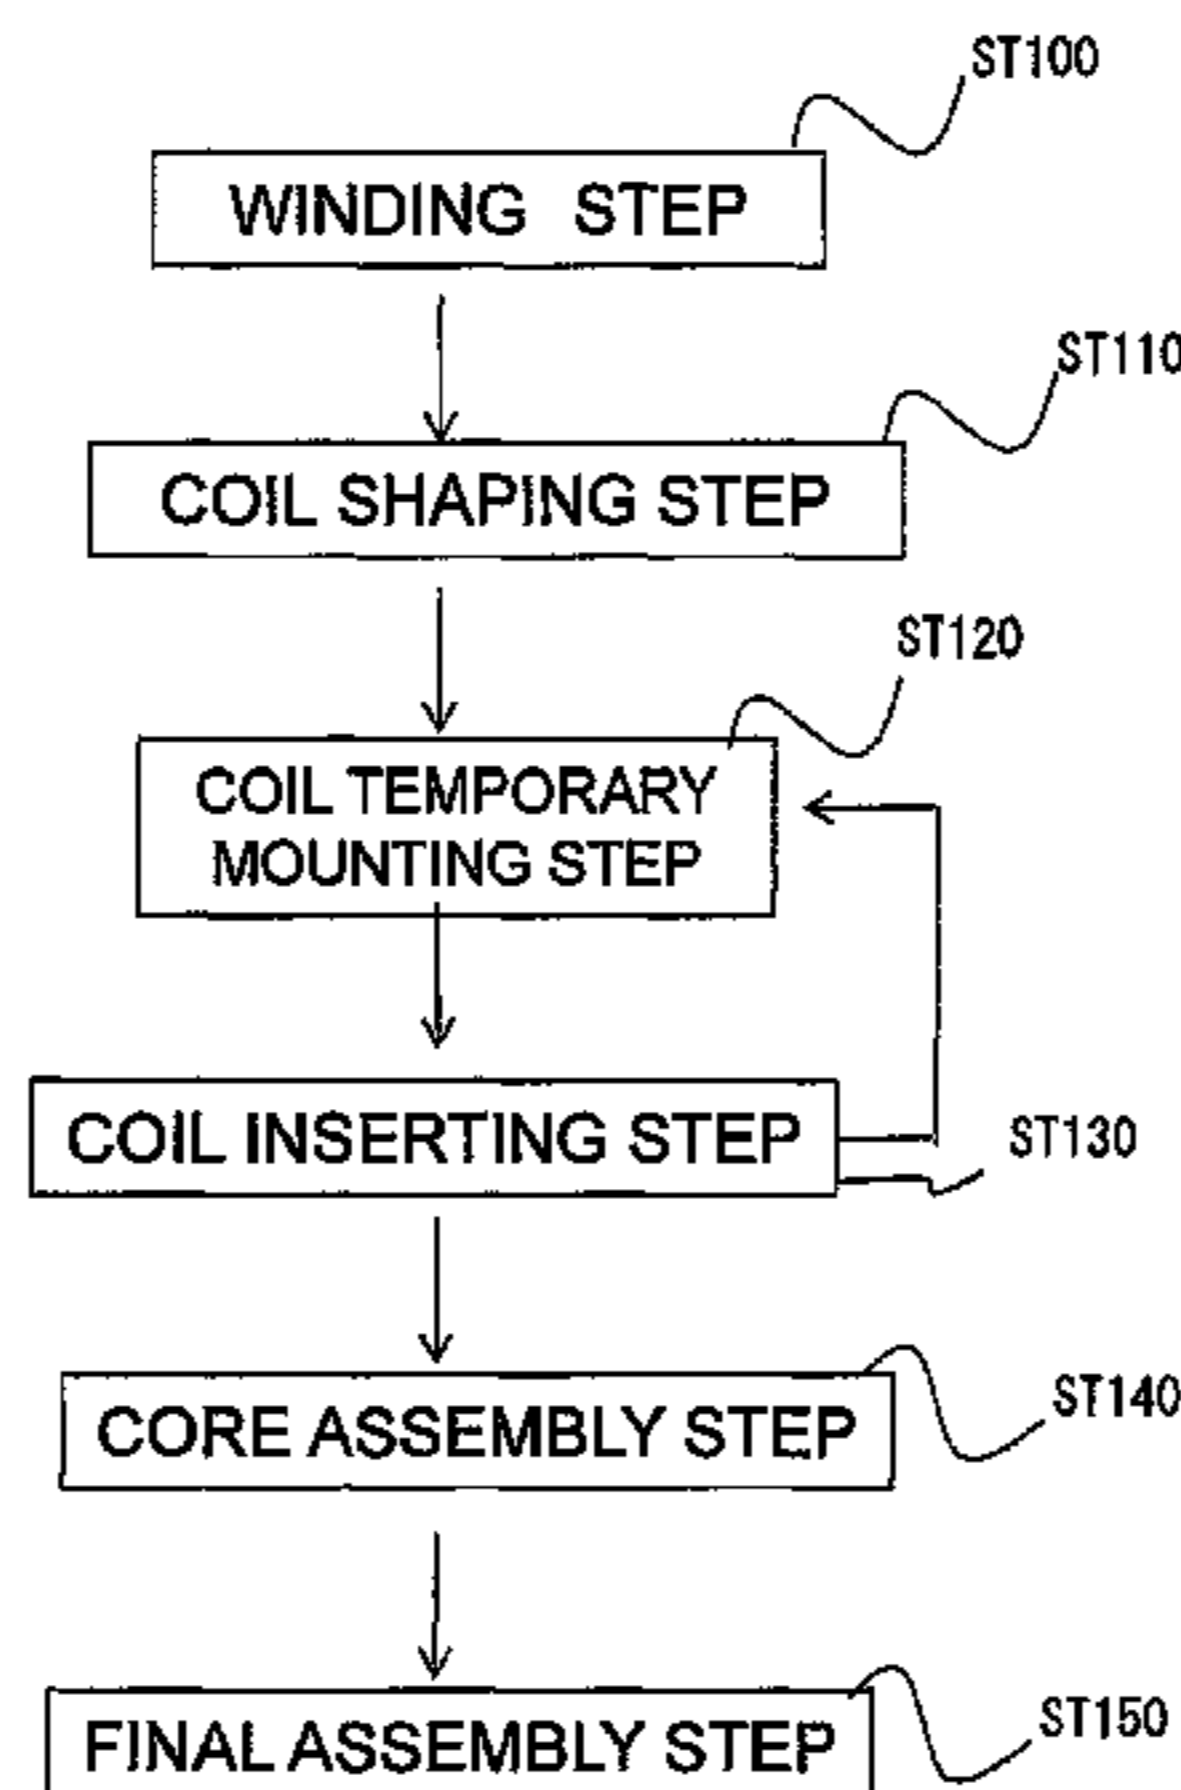 ST100
WINDING STEP
ST110
COIL SHAPING STEP
ST120
COIL TEMPORARY
MOUNTING STEP
COIL INSERTING STEP
ST130
CORE ASSEMBLY STEP
ST140
FINAL ASSEMBLY STEP
ST150